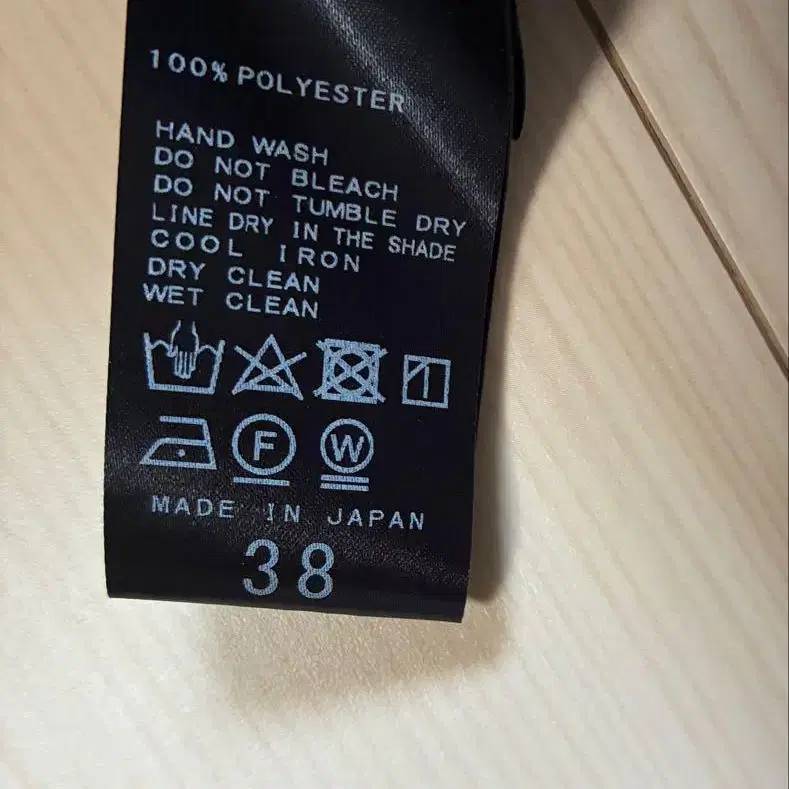 100% POLYESTER
HAND WASH
DO NOT BLEACH
DO NOT TUMBLE DRY
LINE DRY IN THE SHADE
COOL IRON
DRY CLEAN
WET CLEAN
F W
MADE IN JAPAN
38